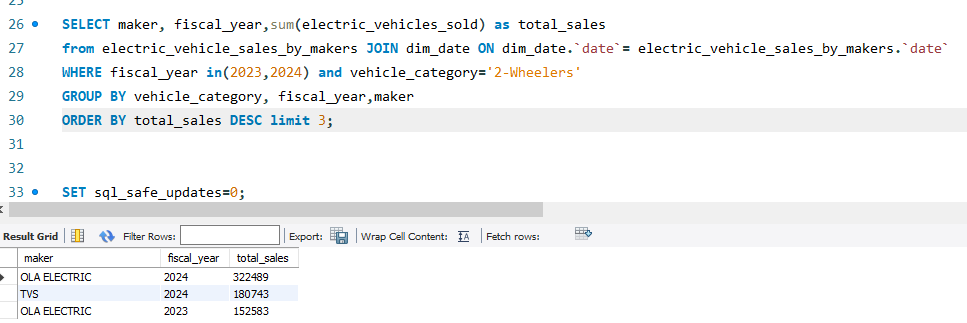 26 SELECT maker, fiscal_year,sum(electric_vehicles_sold) as total_sales
27 from electric_vehicle_sales_by_makers JOIN dim_date ON dim_date.`date`= electric_vehicle_sales_by_makers.`date`
28 WHERE fiscal_year in(2023,2024) and vehicle_category='2-Wheelers'
29 GROUP BY vehicle_category, fiscal_year,maker
30 ORDER BY total_sales DESC limit 3;
31
32
33 SET sql_safe_updates=0;
Result Grid Filter Rows: Export: Wrap Cell Content: Fetch rows:
maker fiscal_year total_sales
OLA ELECTRIC 2024 322489
TVS 2024 180743
OLA ELECTRIC 2023 152583